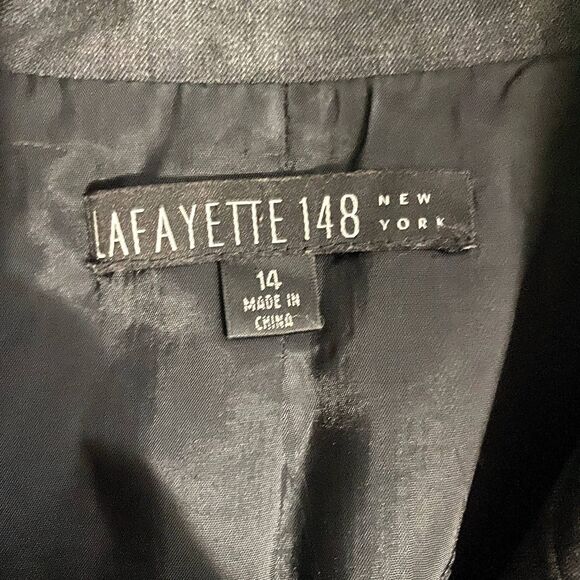 LAFAYETTE 148 NEW YORK
14
MADE IN
CHINA